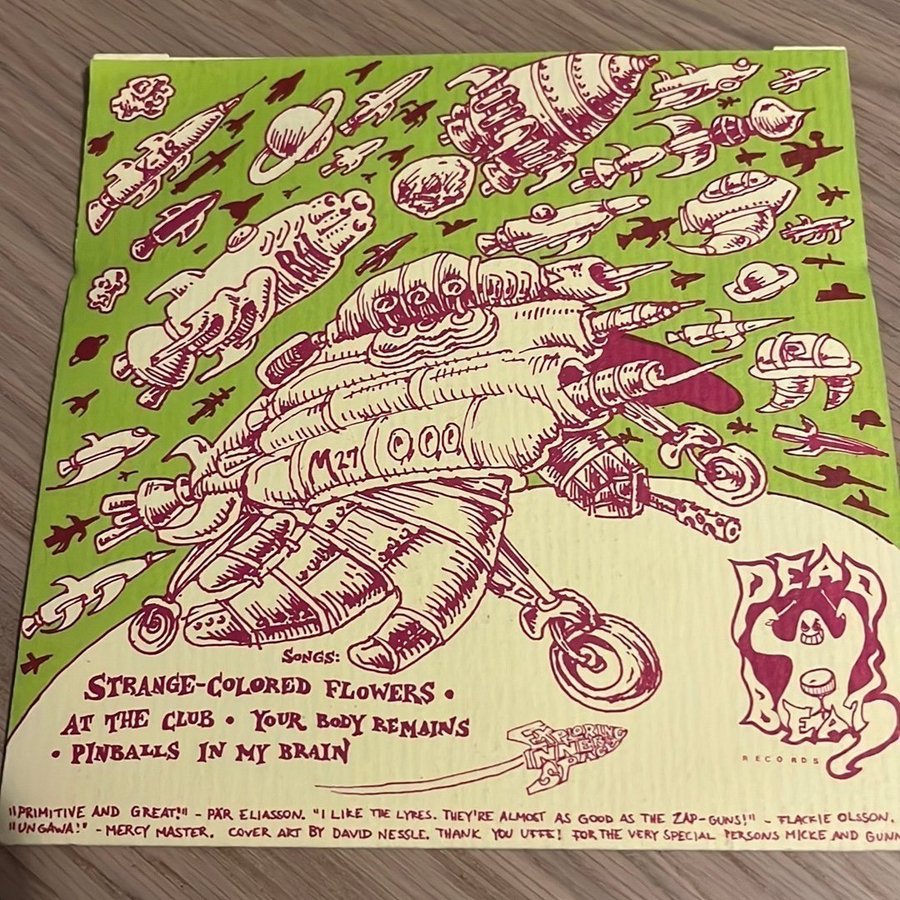 M27
SONGS:
STRANGE-COLORED FLOWERS •
AT THE CLUB • YOUR BODY REMAINS
• PINBALLS IN MY BRAIN
EXPLORING
INNER
SPACE
DEAD
BEAT
RECORDS
"PRIMITIVE AND GREAT!" - PÄR ELIASSON. "I LIKE THE LYRES. THEY'RE ALMOST AS GOOD AS THE ZAP-GUNS!" - FLACKIE OLSSON.
"UNGAWA!" - MERCY MASTER. COVER ART BY DAVID NESSLE. THANK YOU UFFE! FOR THE VERY SPECIAL PERSONS MICKE AND GUNN